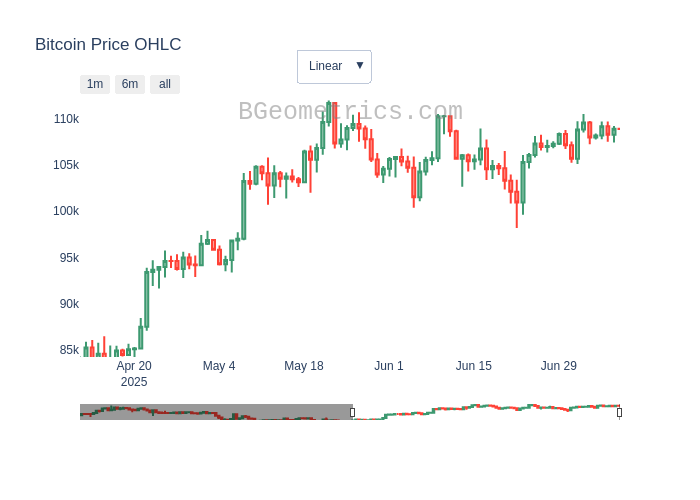 Bitcoin Price OHLC
Linear ▼
1m 6m all
BGeometrics.com
110k
105k
100k
95k
90k
85k
Apr 20 May 4 May 18 Jun 1 Jun 15 Jun 29
2025